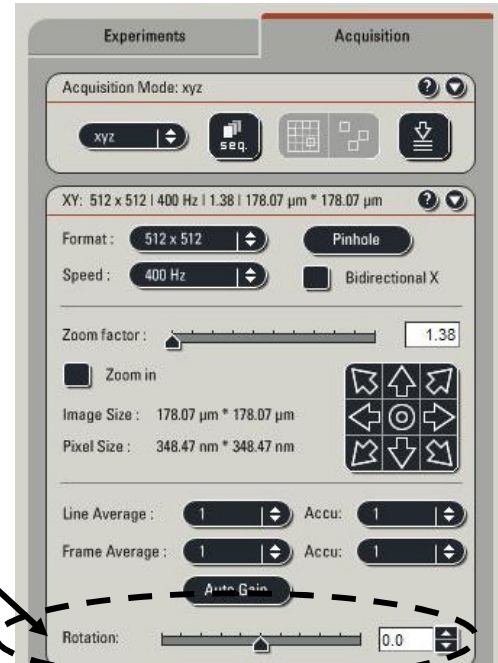 Experiments Acquisition
Acquisition Mode: xyz ?
xyz seq.
XY: 512 x 512 | 400 Hz | 1.38 | 178.07 µm * 178.07 µm ?
Format : 512 x 512 Pinhole
Speed : 400 Hz Bidirectional X
Zoom factor : 1.38
Zoom in
Image Size : 178.07 µm * 178.07 µm
Pixel Size : 348.47 nm * 348.47 nm
Line Average : 1 Accu: 1
Frame Average : 1 Accu: 1
Auto Gain
Rotation: 0.0